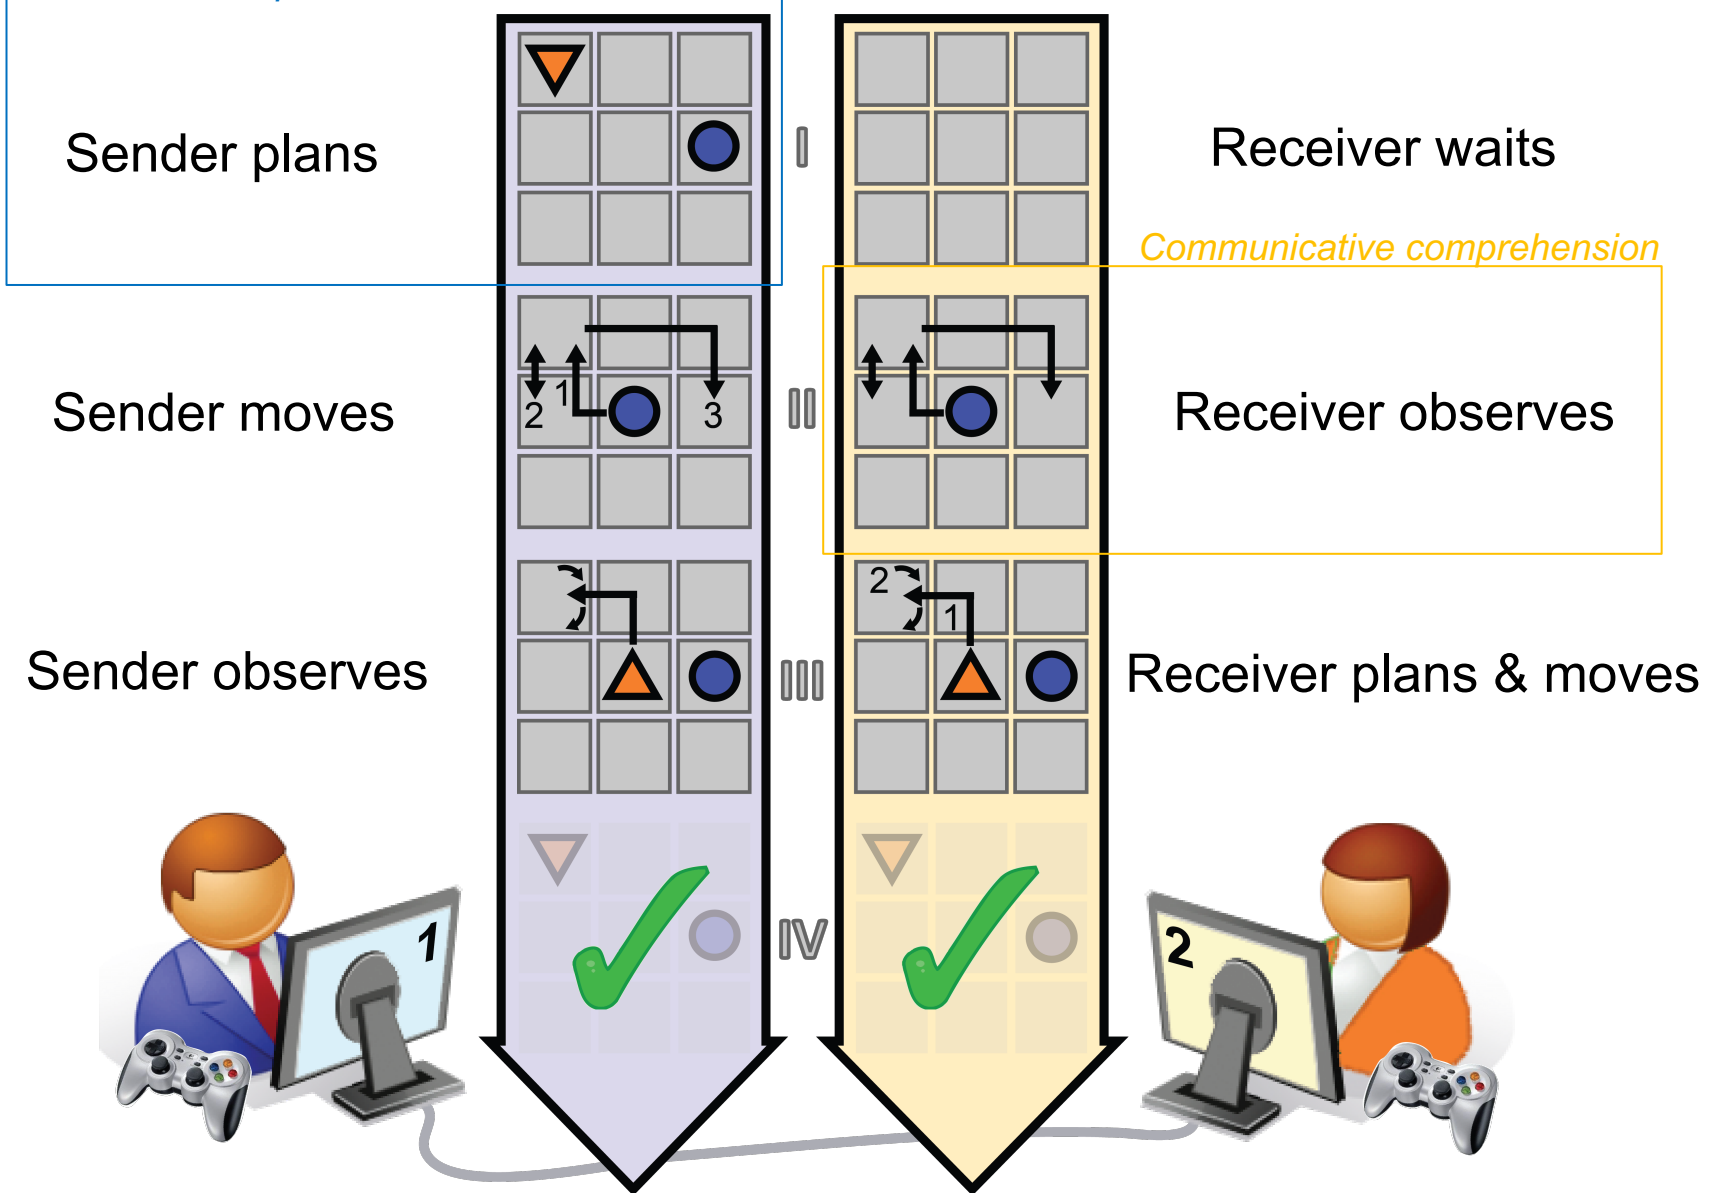 Sender plans
I
Receiver waits
Communicative comprehension
Sender moves
2 1 3
II
Receiver observes
Sender observes
III
2 1
Receiver plans & moves
IV
1
2